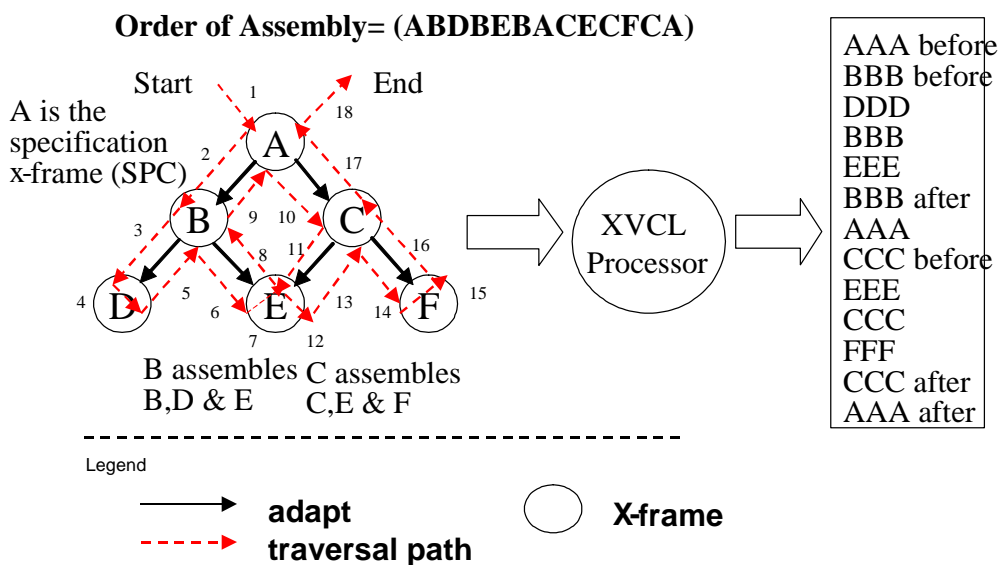 Order of Assembly= (ABDBEBACECFCA)
Start
End
A is the
specification
x-frame (SPC)
1
18
A
2
17
B
9
10
C
3
8
11
16
D
E
F
4
5
6
13
14
15
7
12
B assembles
B,D & E
C assembles
C,E & F
XVCL
Processor
AAA before
BBB before
DDD
BBB
EEE
BBB after
AAA
CCC before
EEE
CCC
FFF
CCC after
AAA after
Legend
adapt
traversal path
X-frame